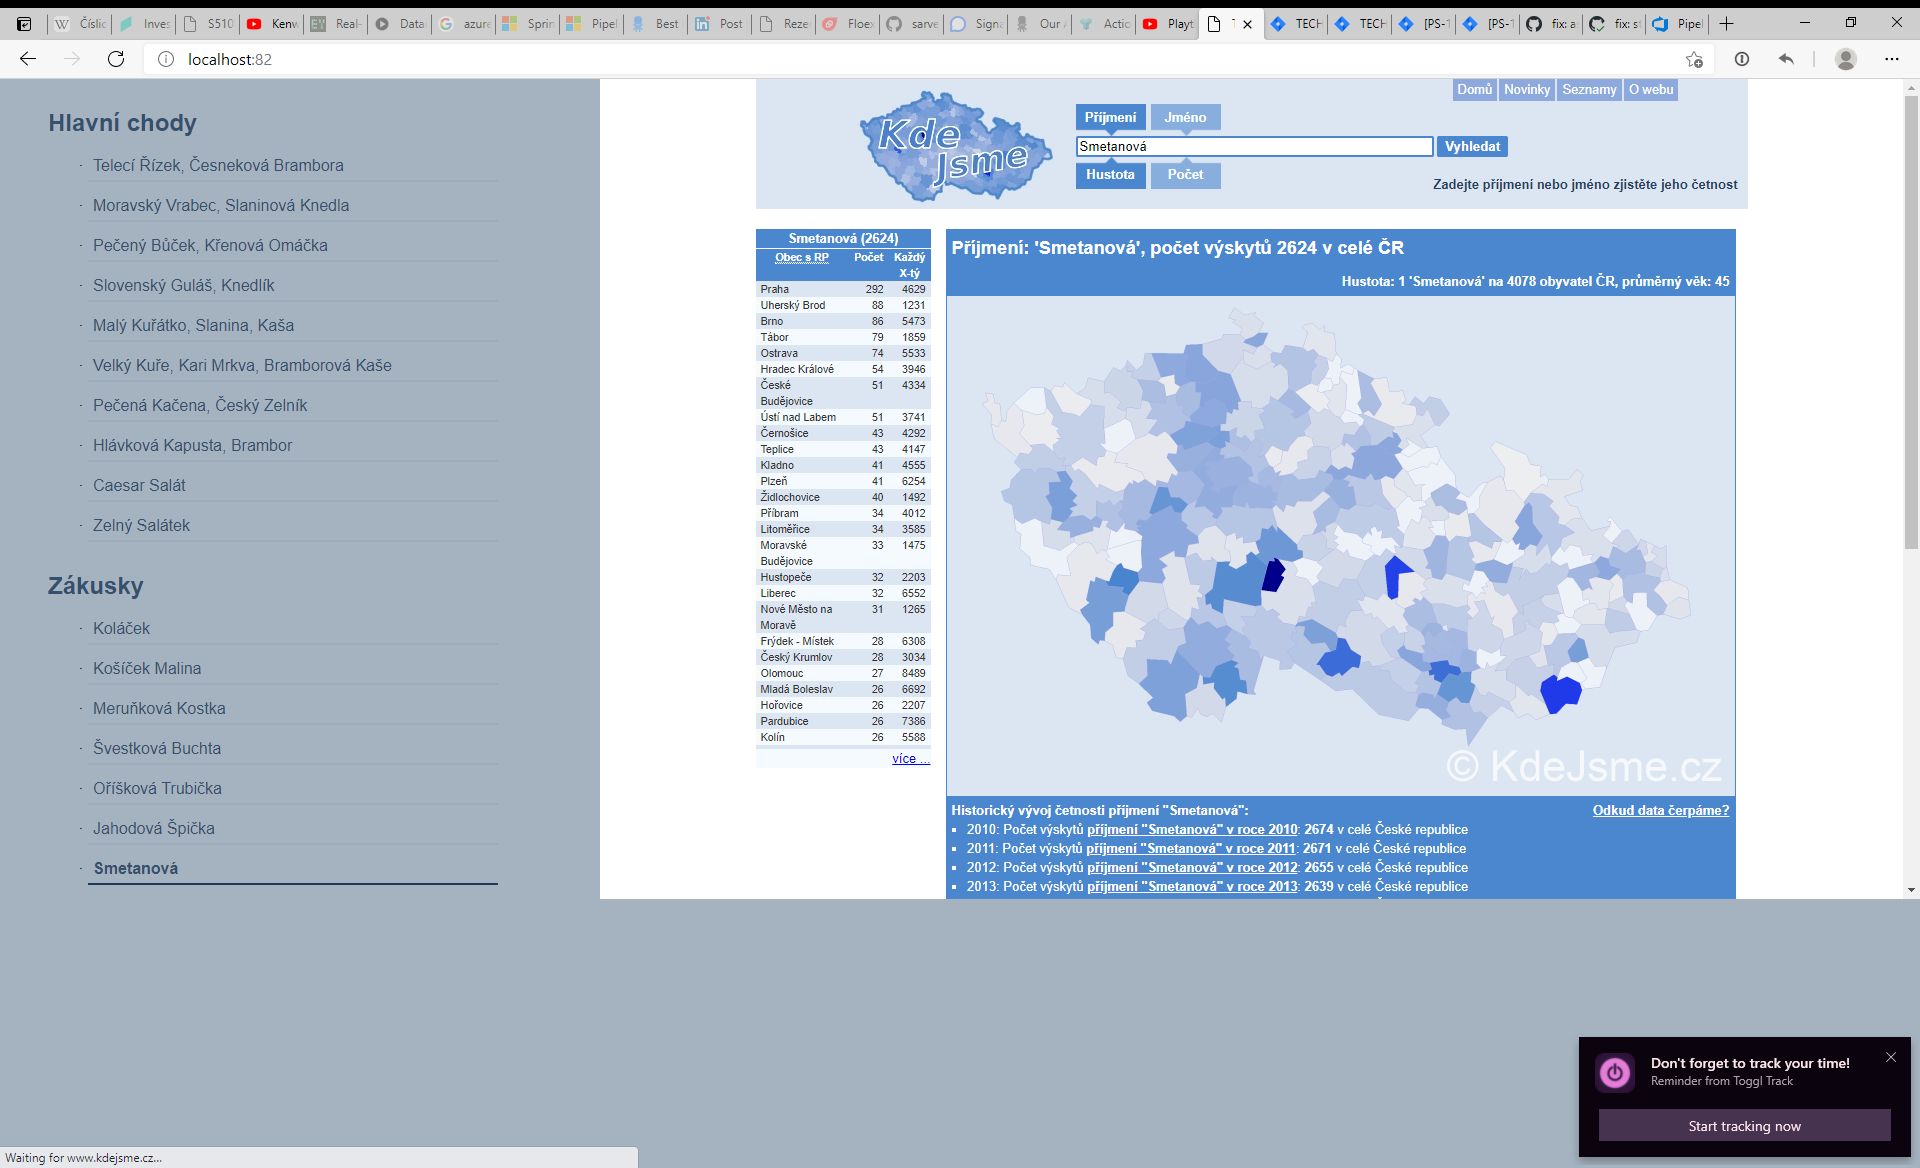 Číslic
Inves
S510
Kenw
Real-
Data
azure
Sprin
Pipel
Best
Post
Reze
Floe
sarve
Signa
Our A
Actio
Playt
TECH
TECH
[PS-1
[PS-1
fix: a
fix: s
Pipel
localhost:82
Hlavní chody
· Telecí Řízek, Česneková Brambora
· Moravský Vrabec, Slaninová Knedla
· Pečený Bůček, Křenová Omáčka
· Slovenský Guláš, Knedlík
· Malý Kuřátko, Slanina, Kaša
· Velký Kuře, Kari Mrkva, Bramborová Kaše
· Pečená Kačena, Český Zelník
· Hlávková Kapusta, Brambor
· Caesar Salát
· Zelný Salátek
Zákusky
· Koláček
· Košíček Malina
· Meruňková Kostka
· Švestková Buchta
· Oříšková Trubička
· Jahodová Špička
· Smetanová
Domů Novinky Seznamy O webu
Kde
Jsme
Příjmení Jméno
Smetanová Vyhledat
Hustota Počet
Zadejte příjmení nebo jméno zjistěte jeho četnost
Smetanová (2624)
Obec s RP Počet Každý
X-tý
Praha 292 4629
Uherský Brod 88 1231
Brno 86 5473
Tábor 79 1859
Ostrava 74 5533
Hradec Králové 54 3946
České 51 4334
Budějovice
Ústí nad Labem 51 3741
Černošice 43 4292
Teplice 43 4147
Kladno 41 4555
Plzeň 41 6254
Židlochovice 40 1492
Příbram 34 4012
Litoměřice 34 3585
Moravské 33 1475
Budějovice
Hustopeče 32 2203
Liberec 32 6552
Nové Město na 31 1265
Moravě
Frýdek - Místek 28 6308
Český Krumlov 28 3034
Olomouc 27 8489
Mladá Boleslav 26 6692
Hořovice 26 2207
Pardubice 26 7386
Kolín 26 5588
více ...
Příjmení: 'Smetanová', počet výskytů 2624 v celé ČR
Hustota: 1 'Smetanová' na 4078 obyvatel ČR, průměrný věk: 45
© KdeJsme.cz
Historický vývoj četnosti příjmení "Smetanová": Odkud data čerpáme?
▪ 2010: Počet výskytů příjmení "Smetanová" v roce 2010: 2674 v celé České republice
▪ 2011: Počet výskytů příjmení "Smetanová" v roce 2011: 2671 v celé České republice
▪ 2012: Počet výskytů příjmení "Smetanová" v roce 2012: 2655 v celé České republice
▪ 2013: Počet výskytů příjmení "Smetanová" v roce 2013: 2639 v celé České republice
Don't forget to track your time!
Reminder from Toggl Track
Start tracking now
Waiting for www.kdejsme.cz...